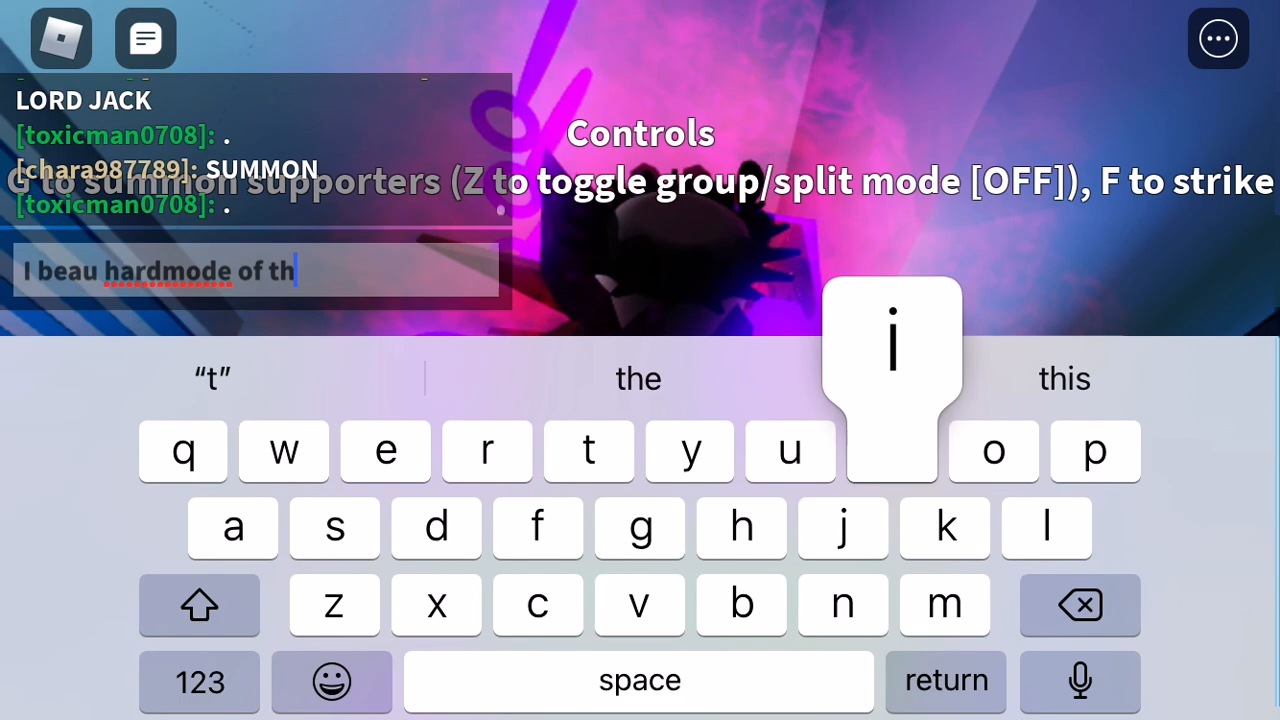 LORD JACK
[toxicman0708]: .
[chara987789]: SUMMON
[toxicman0708]: .
I beau hardmode of th
Controls
G to summon supporters (Z to toggle group/split mode [OFF]), F to strike
“t” the this
i
q w e r t y u o p
a s d f g h j k l
z x c v b n m
123 space return